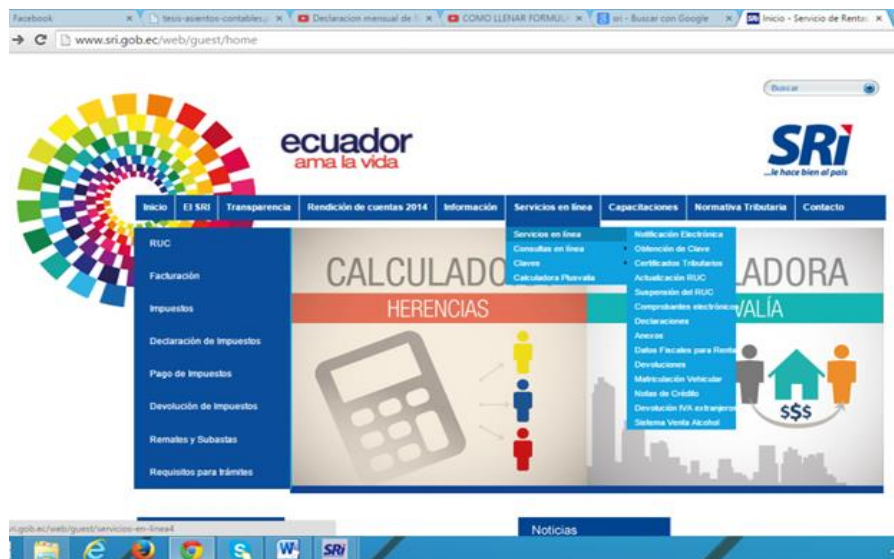 Facebook
tesis-asientos-contables.
Declaracion mensual de
COMO LLENAR FORMUL
sri - Buscar con Google
Inicio - Servicio de Rentas
www.sri.gob.ec/web/guest/home
Buscar
ecuador
ama la vida
SRi
...le hace bien al país
Inicio El SRI Transparencia Rendición de cuentas 2014 Información Servicios en línea Capacitaciones Normativa Tributaria Contacto
RUC
Facturación
Impuestos
Declaración de Impuestos
Pago de Impuestos
Devolución de Impuestos
Remates y Subastas
Requisitos para trámites
Servicios en línea
Consultas en línea
Claves
Calculadora Plusvalía
Notificación Electrónica
Obtención de Clave
Certificados Tributarios
Actualización RUC
Suspensión del RUC
Comprobantes electrónicos
Declaraciones
Anexos
Datos Fiscales para Renta
Devoluciones
Matriculación Vehicular
Notas de Crédito
Devolución IVA extranjeros
Sistema Venta Alcohol
CALCULADO
HERENCIAS
LADORA
VALÍA
$$$
Noticias
sri.gob.ec/web/guest/servicios-en-linea4
SRi